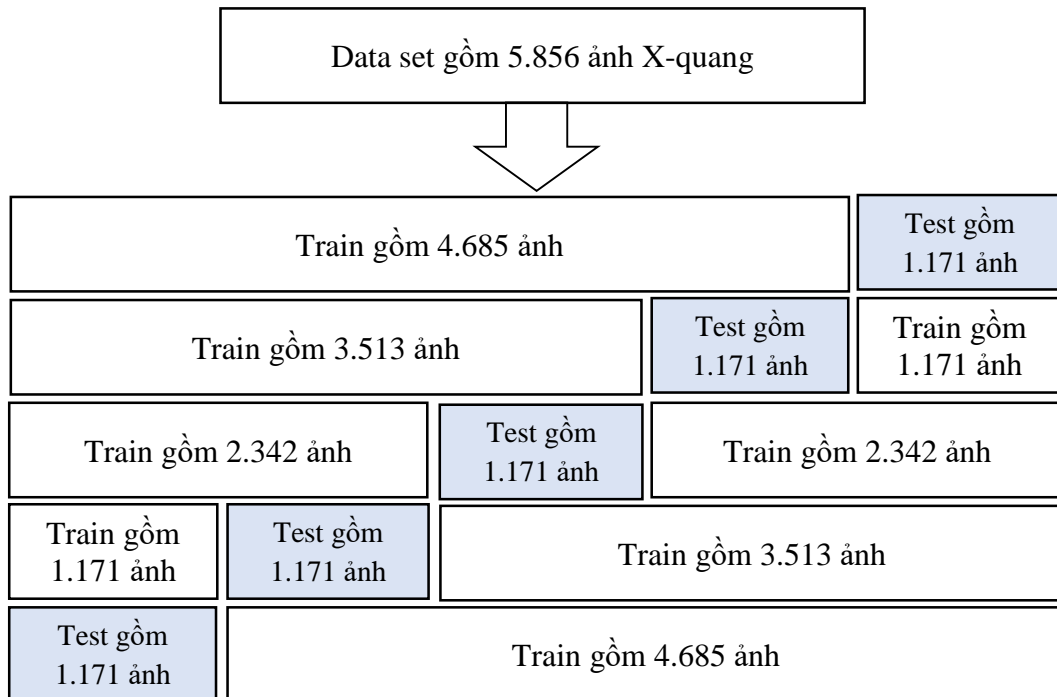 Data set gồm 5.856 ảnh X-quang
Train gồm 4.685 ảnh
Test gồm
1.171 ảnh
Train gồm 3.513 ảnh
Test gồm
1.171 ảnh
Train gồm
1.171 ảnh
Train gồm 2.342 ảnh
Test gồm
1.171 ảnh
Train gồm 2.342 ảnh
Train gồm
1.171 ảnh
Test gồm
1.171 ảnh
Train gồm 3.513 ảnh
Test gồm
1.171 ảnh
Train gồm 4.685 ảnh